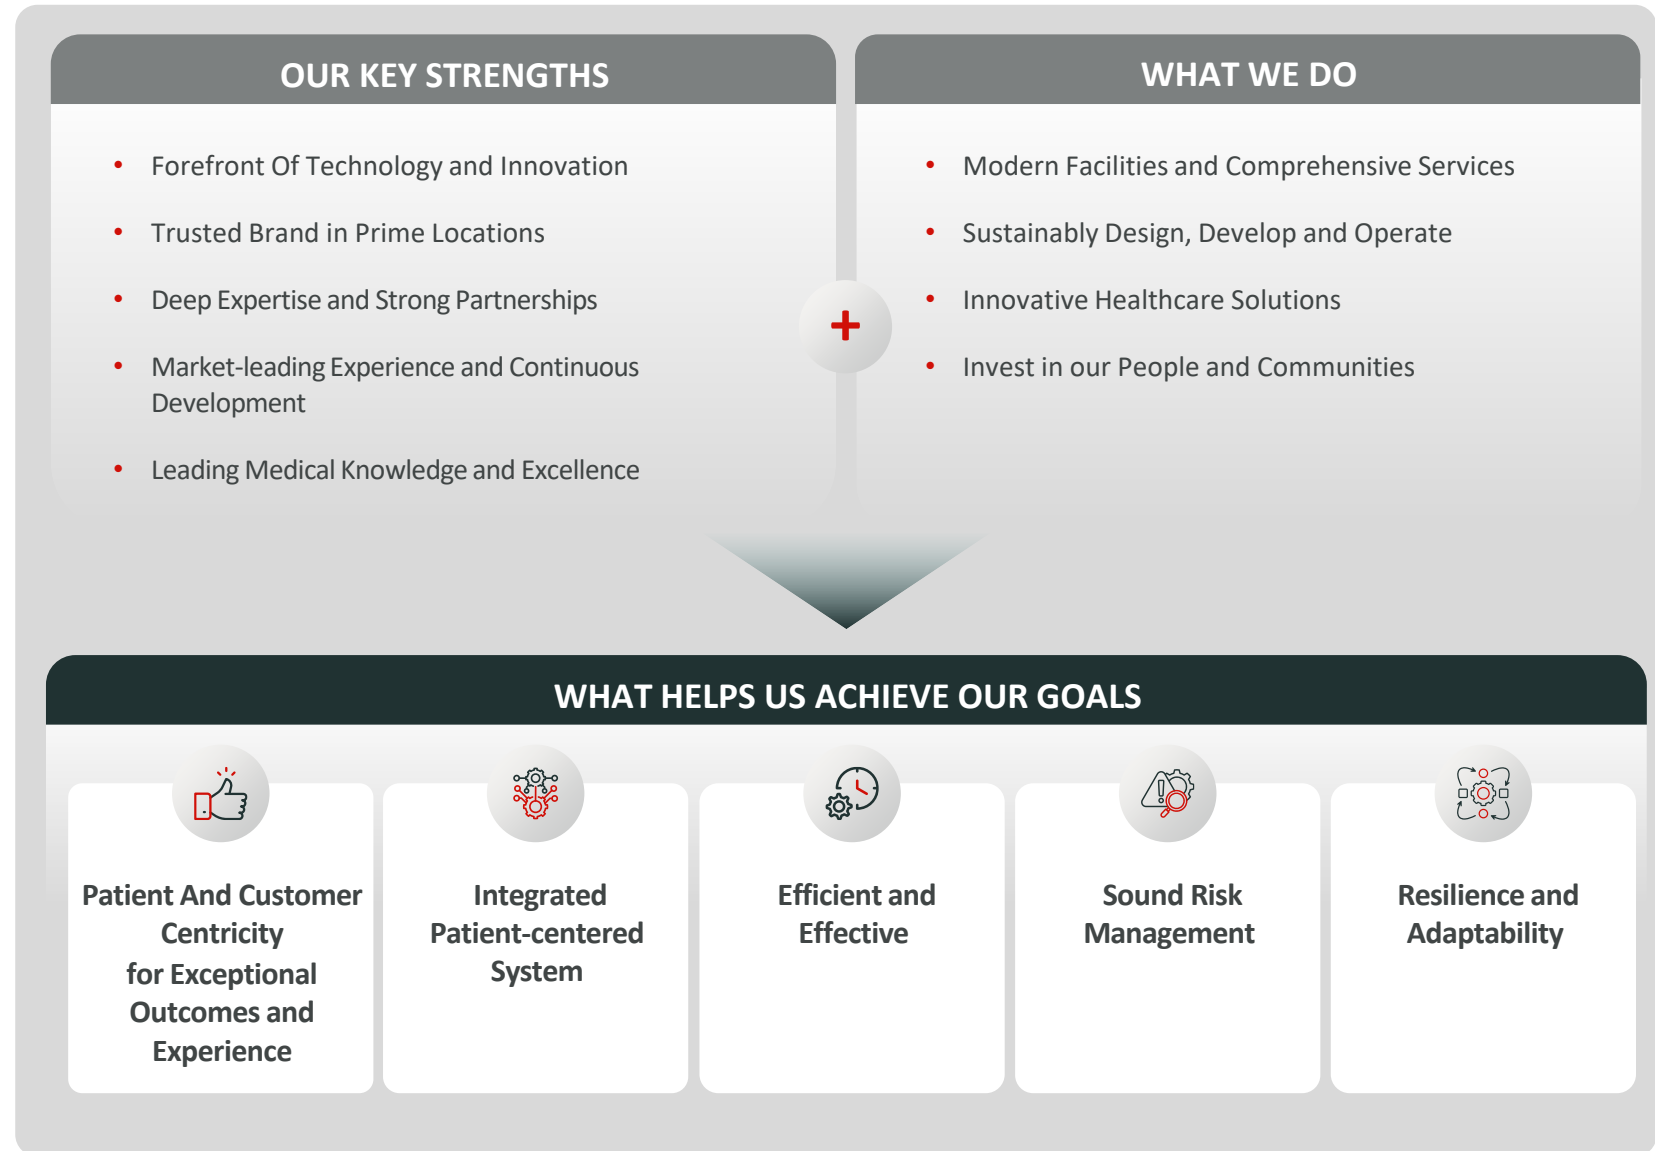 OUR KEY STRENGTHS
• Forefront Of Technology and Innovation
• Trusted Brand in Prime Locations
• Deep Expertise and Strong Partnerships
• Market-leading Experience and Continuous
Development
• Leading Medical Knowledge and Excellence
+
WHAT WE DO
• Modern Facilities and Comprehensive Services
• Sustainably Design, Develop and Operate
• Innovative Healthcare Solutions
• Invest in our People and Communities
WHAT HELPS US ACHIEVE OUR GOALS
Patient And Customer
Centricity
for Exceptional
Outcomes and
Experience
Integrated
Patient-centered
System
Efficient and
Effective
Sound Risk
Management
Resilience and
Adaptability